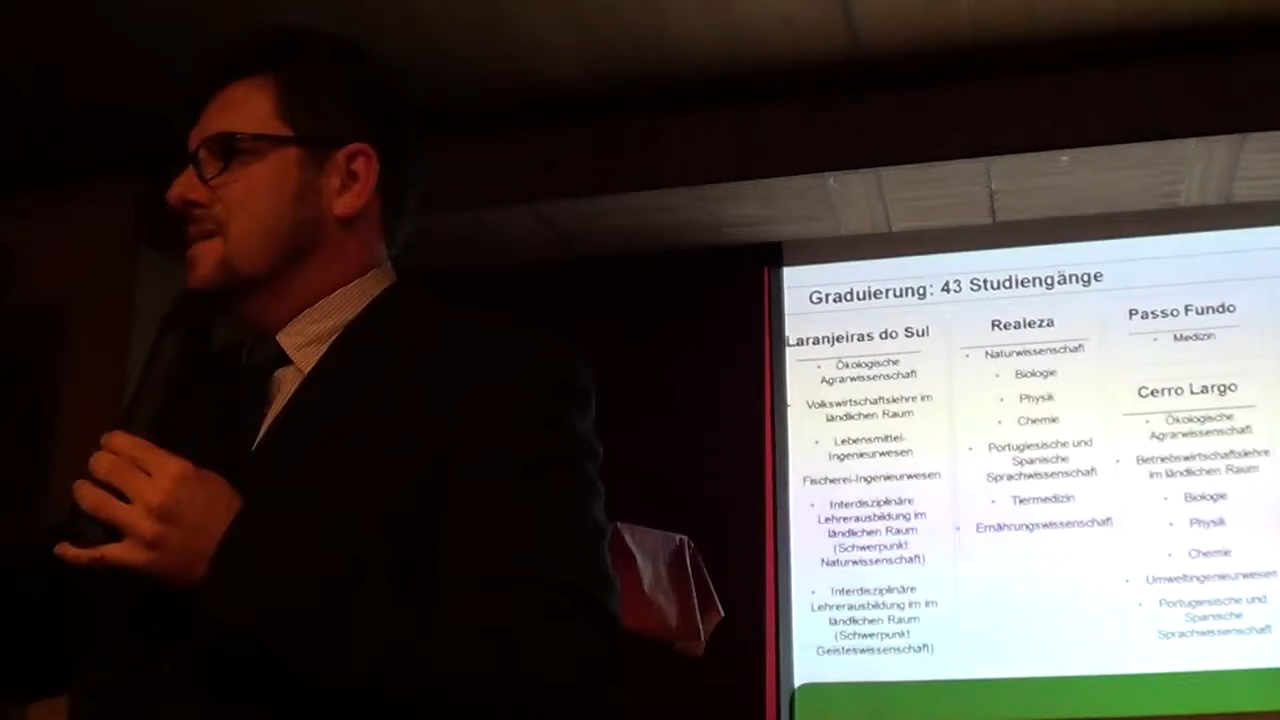 Graduierung: 43 Studiengänge
Laranjeiras do Sul
Ökologische
Agrarwissenschaft
Volkswirtschaftslehre im
ländlichen Raum
Lebensmittel-
Ingenieurwesen
Fischerei-Ingenieurwesen
Interdisziplinäre
Lehrerausbildung im
ländlichen Raum
(Schwerpunkt:
Naturwissenschaft)
Interdisziplinäre
Lehrerausbildung im im
ländlichen Raum
(Schwerpunkt:
Geisteswissenschaft)
Realeza
Naturwissenschaft
Biologie
Physik
Chemie
Portugiesische und
Spanische
Sprachwissenschaft
Tiermedizin
Ernährungswissenschaft
Passo Fundo
Medizin
Cerro Largo
Ökologische
Agrarwissenschaft
Betriebswirtschaftslehre
im ländlichen Raum
Biologie
Physik
Chemie
Umweltingenieurwesen
Portugiesische und
Spanische
Sprachwissenschaft